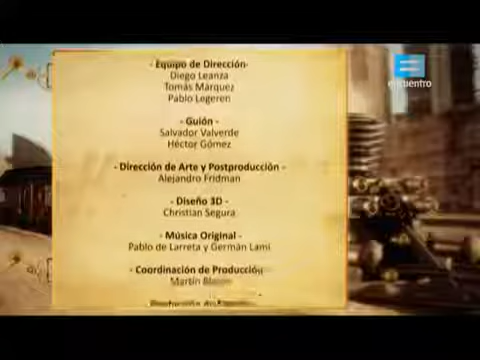 encuentro
- Equipo de Dirección-
Diego Leanza
Tomás Márquez
Pablo Legeren
- Guión -
Salvador Valverde
Héctor Gómez
- Dirección de Arte y Postproducción -
Alejandro Fridman
- Diseño 3D -
Christian Segura
- Música Original -
Pablo de Larreta y Germán Lami
- Coordinación de Producción
Martín